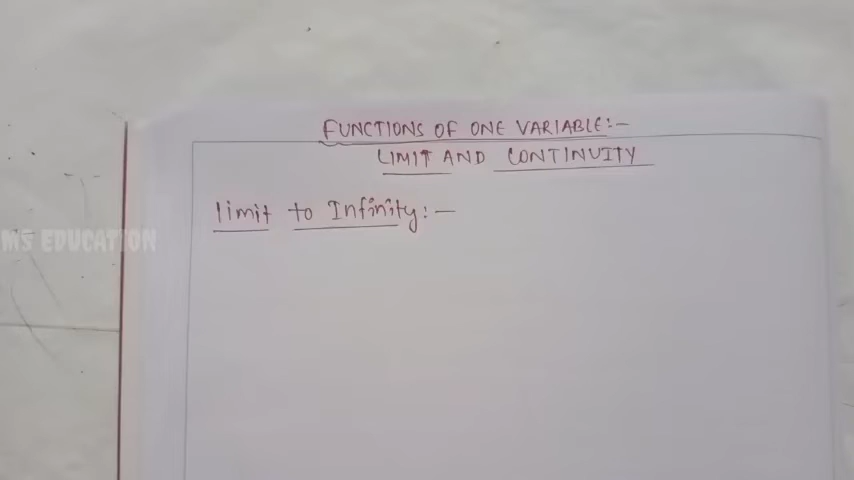 FUNCTIONS OF ONE VARIABLE:-
LIMIT AND CONTINUITY
limit to Infinity:-
MS EDUCATION